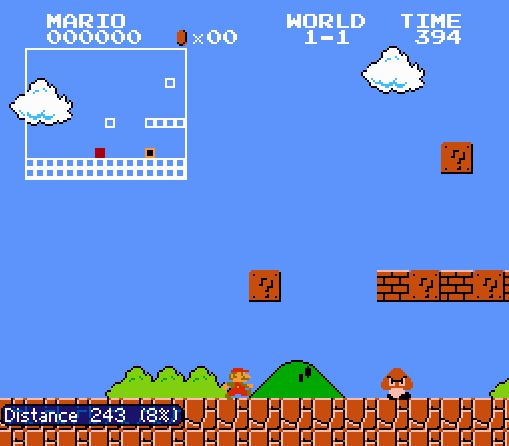 MARIO
000000
×00
WORLD
1-1
TIME
394
?
?
? ?
Distance 243 (8%)